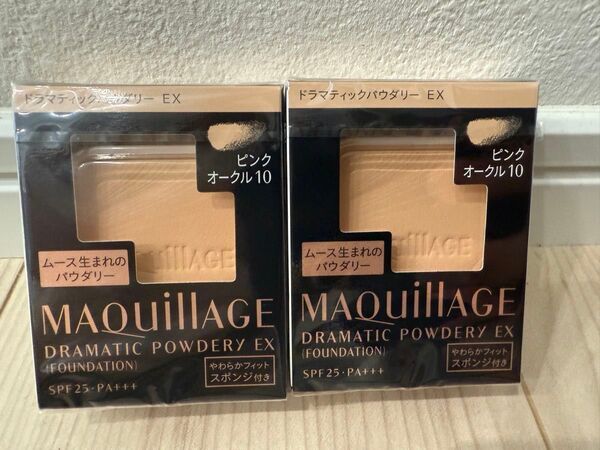 ドラマティックパウダリー EX
ピンク
オークル10
MAQuillAGE
ムース生まれの
パウダリー
MAQuillAGE
DRAMATIC POWDERY EX
(FOUNDATION)
やわらかフィット
スポンジ付き
SPF25・PA+++
ドラマティックパウダリー EX
ピンク
オークル10
MAQuillAGE
ムース生まれの
パウダリー
MAQuillAGE
DRAMATIC POWDERY EX
(FOUNDATION)
やわらかフィット
スポンジ付き
SPF25・PA+++